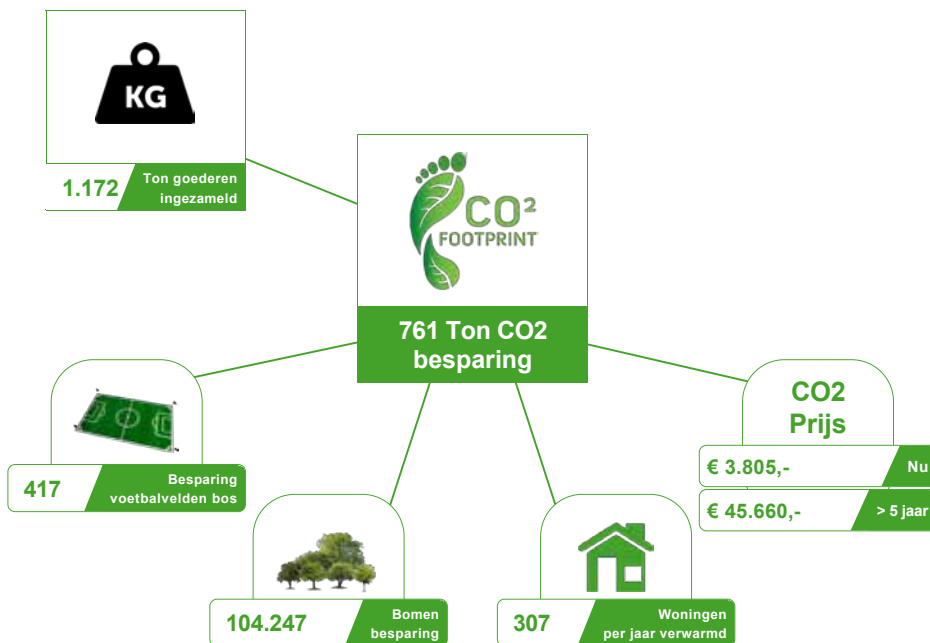 KG
1.172
Ton goederen
ingezameld
CO²
FOOTPRINT
761 Ton CO2
besparing
417
Besparing
voetbalvelden bos
104.247
Bomen
besparing
307
Woningen
per jaar verwarmd
CO2
Prijs
€ 3.805,-
Nu
€ 45.660,-
> 5 jaar